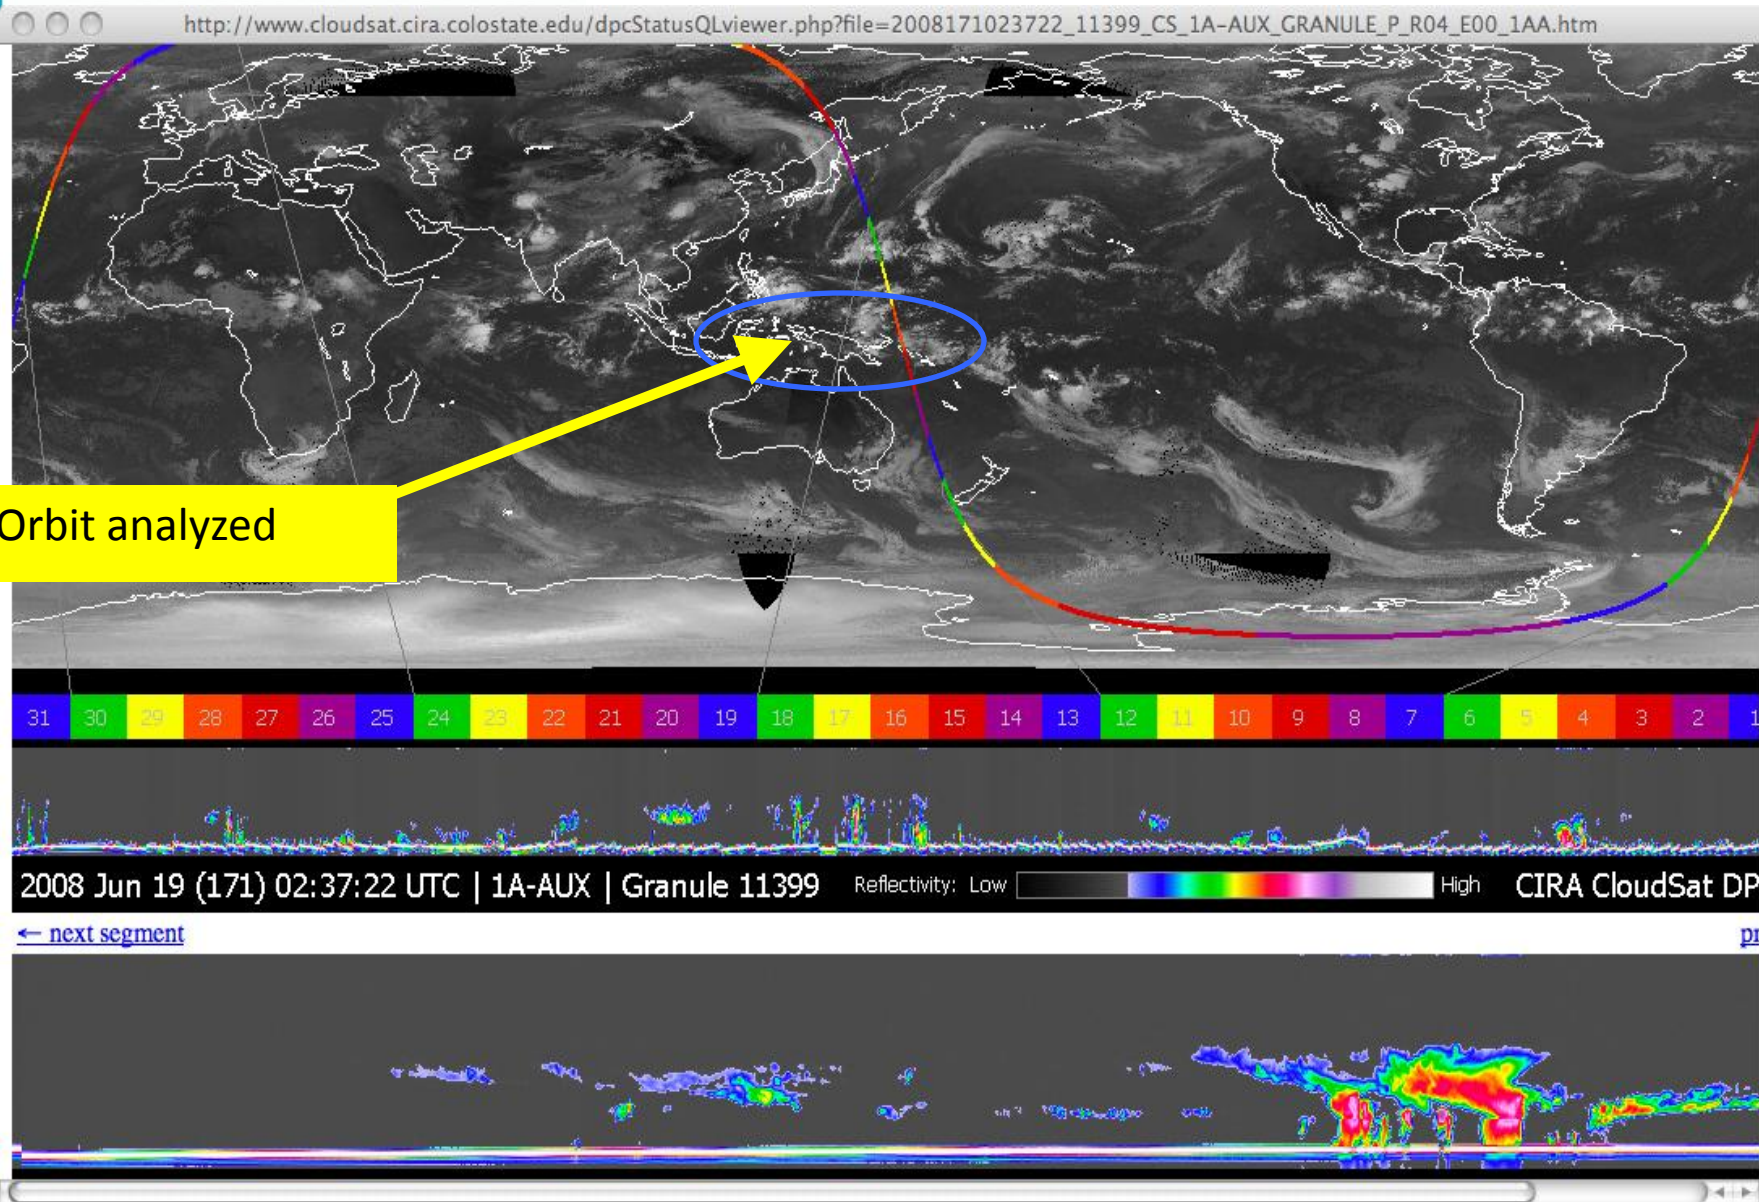 http://www.cloudsat.cira.colostate.edu/dpcStatusQLviewer.php?file=2008171023722_11399_CS_1A-AUX_GRANULE_P_R04_E00_1AA.htm
Orbit analyzed
31 30 29 28 27 26 25 24 23 22 21 20 19 18 17 16 15 14 13 12 11 10 9 8 7 6 5 4 3 2 1
2008 Jun 19 (171) 02:37:22 UTC | 1A-AUX | Granule 11399 Reflectivity: Low High CIRA CloudSat DP
← next segment pr